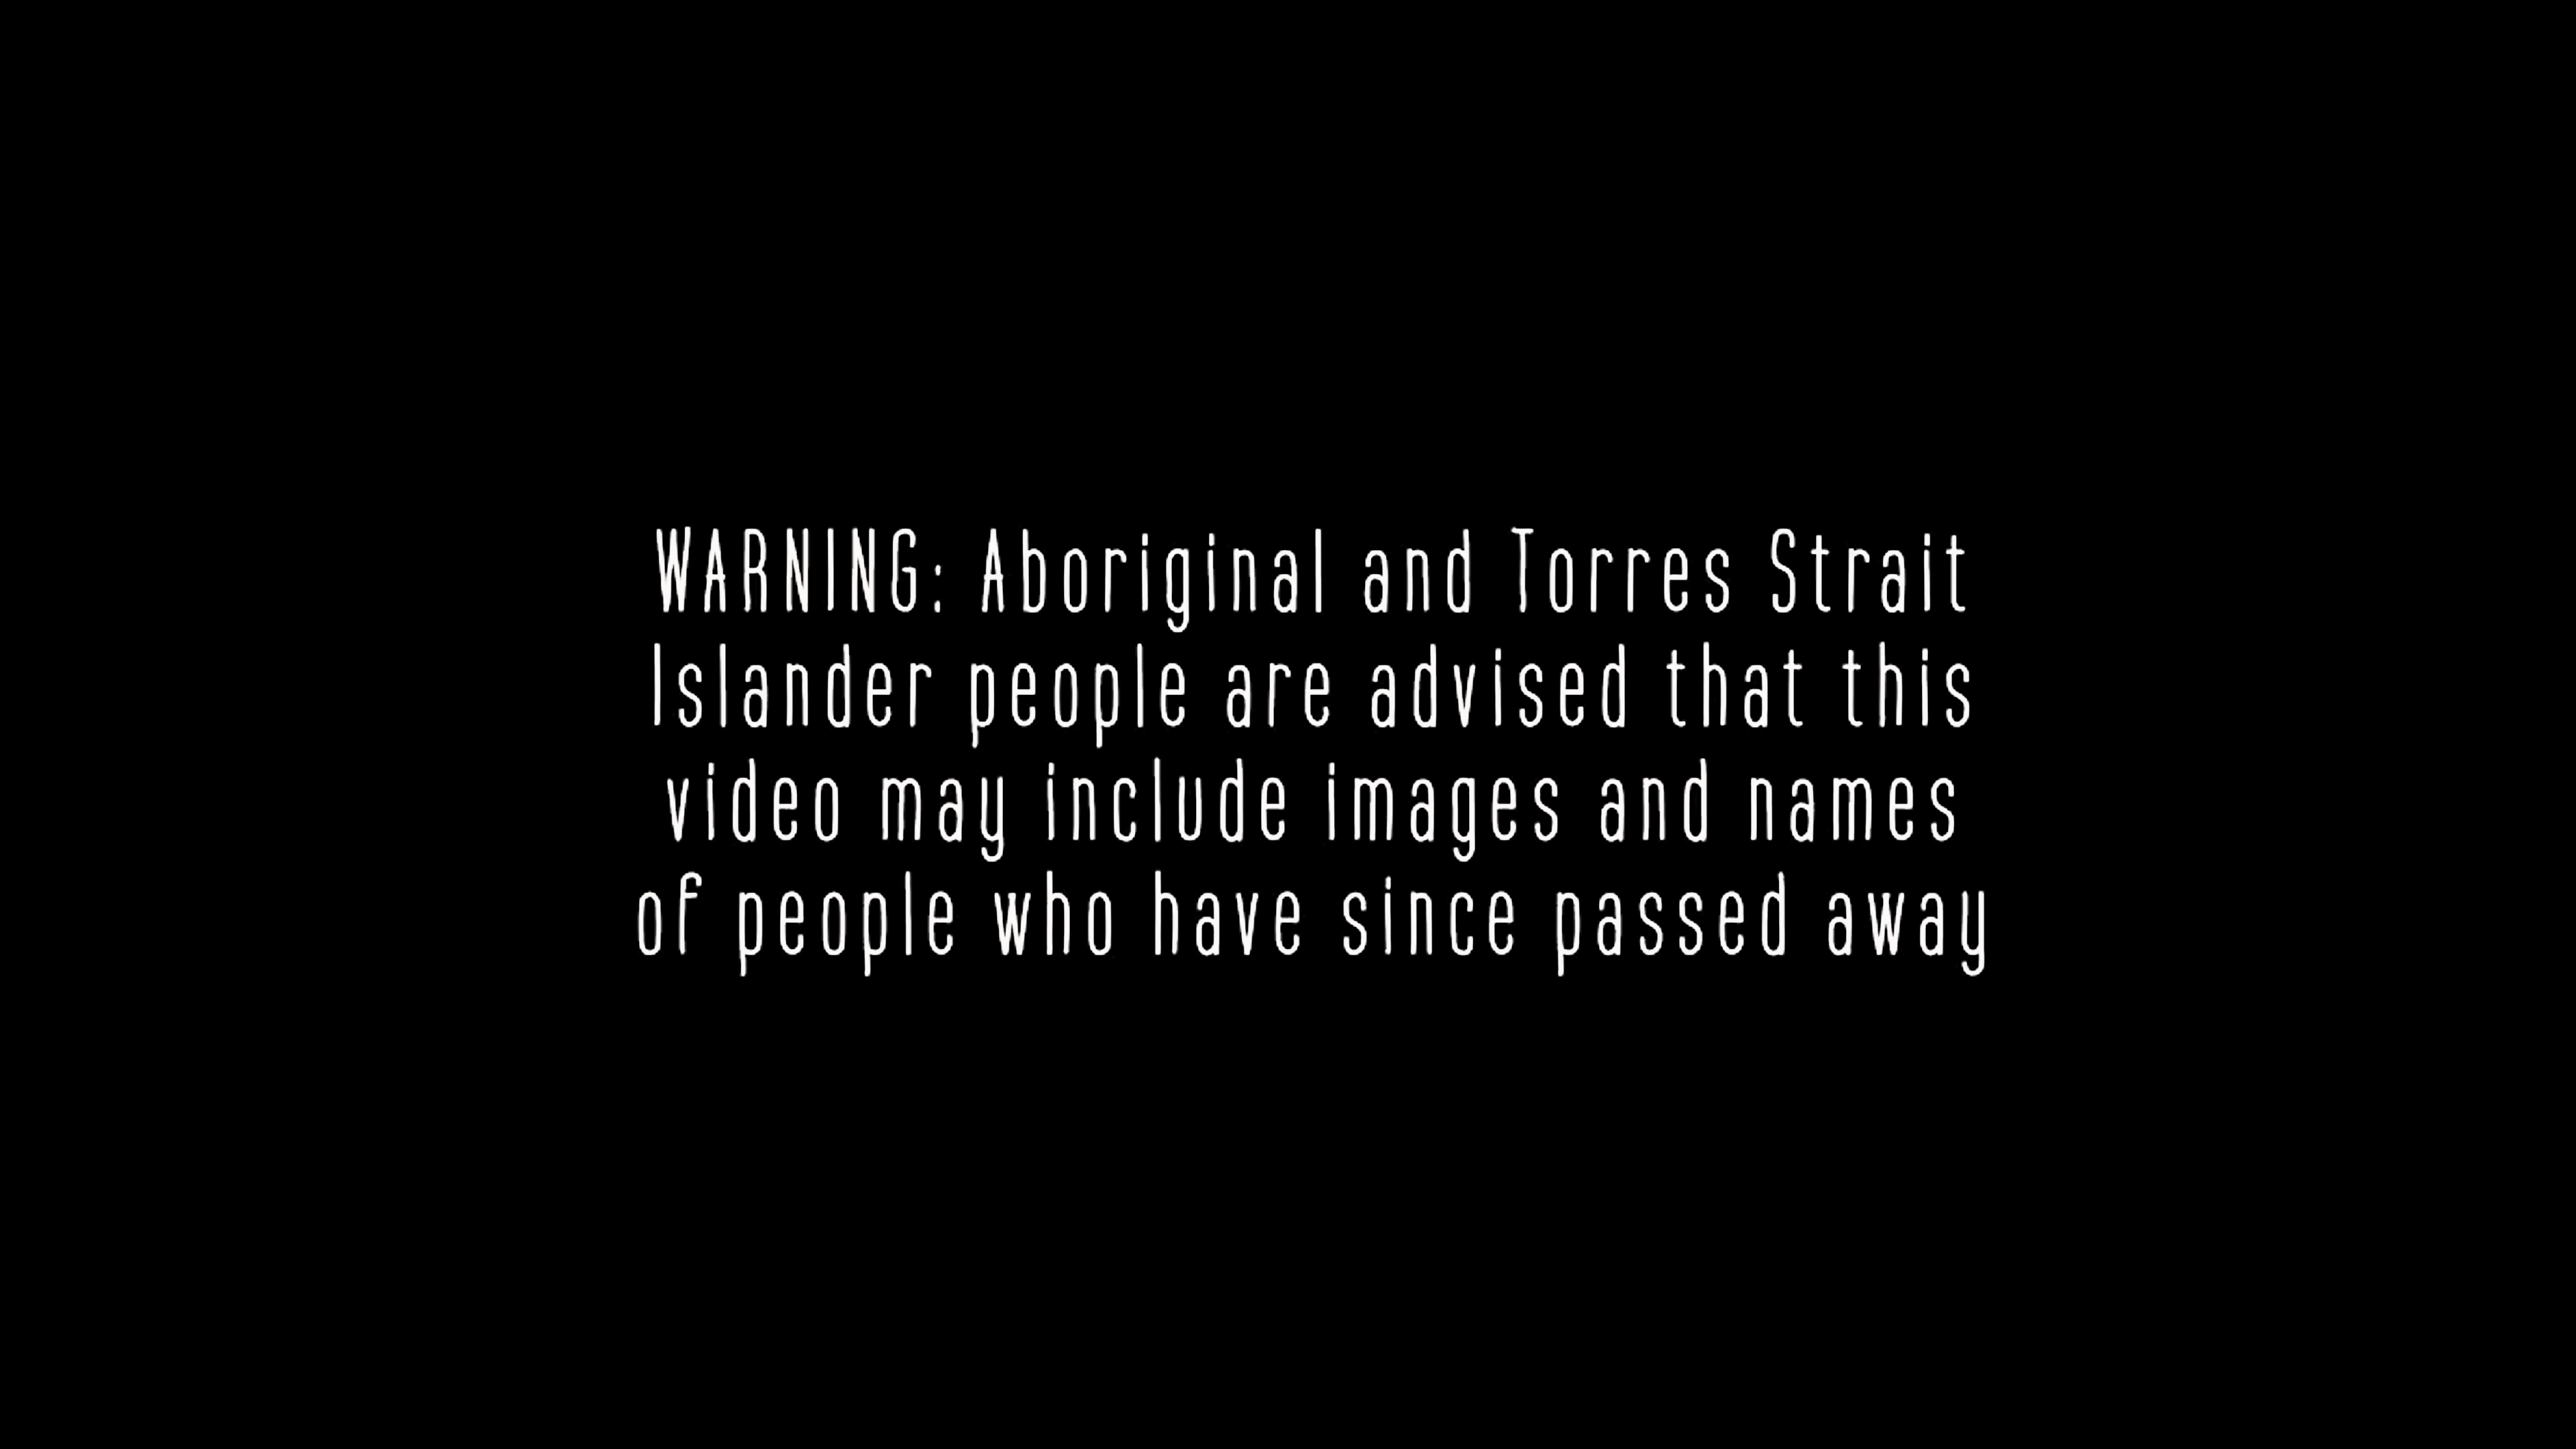 WARNING: Aboriginal and Torres Strait
Islander people are advised that this
video may include images and names
of people who have since passed away